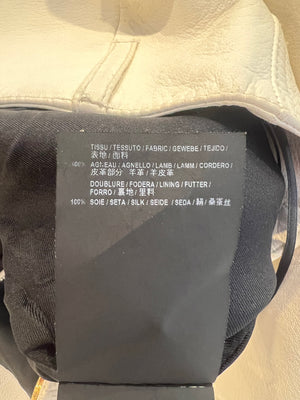 TISSU / TESSUTO / FABRIC / GEWEBE / TEJIDO /
表地 / 面料
100% AGNEAU / AGNELLO / LAMB / LAMM / CORDERO /
皮革部分 羊革 / 羊皮革
DOUBLURE / FODERA / LINING / FUTTER /
FORRO / 裏地 / 里料
100% SOIE / SETA / SILK / SEIDE / SEDA / 絹 / 桑蚕丝